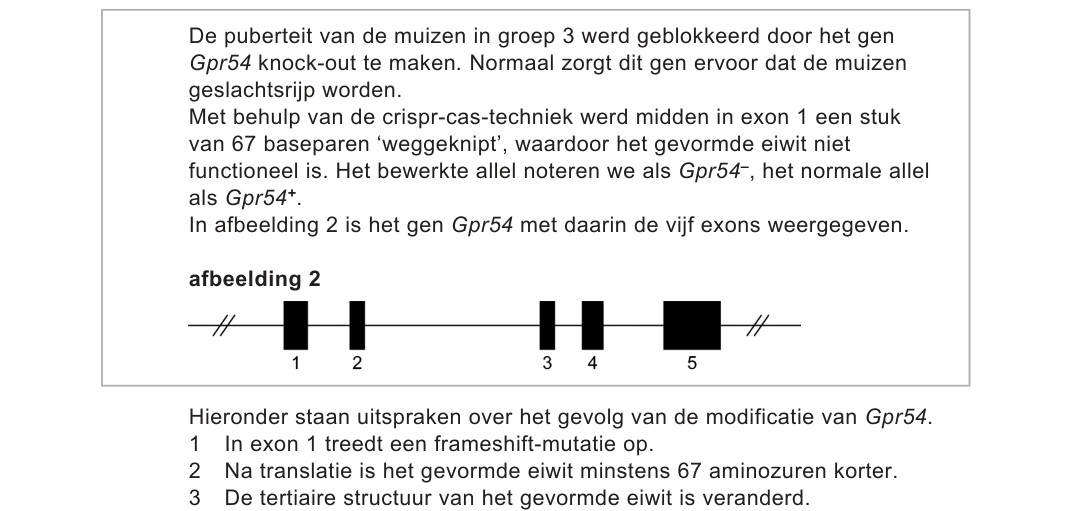 De puberteit van de muizen in groep 3 werd geblokkeerd door het gen
Gpr54 knock-out te maken. Normaal zorgt dit gen ervoor dat de muizen
geslachtsrijp worden.
Met behulp van de crispr-cas-techniek werd midden in exon 1 een stuk
van 67 baseparen ‘weggeknipt’, waardoor het gevormde eiwit niet
functioneel is. Het bewerkte allel noteren we als Gpr54⁻, het normale allel
als Gpr54⁺.
In afbeelding 2 is het gen Gpr54 met daarin de vijf exons weergegeven.
afbeelding 2
1 2 3 4 5
Hieronder staan uitspraken over het gevolg van de modificatie van Gpr54.
1 In exon 1 treedt een frameshift-mutatie op.
2 Na translatie is het gevormde eiwit minstens 67 aminozuren korter.
3 De tertiaire structuur van het gevormde eiwit is veranderd.